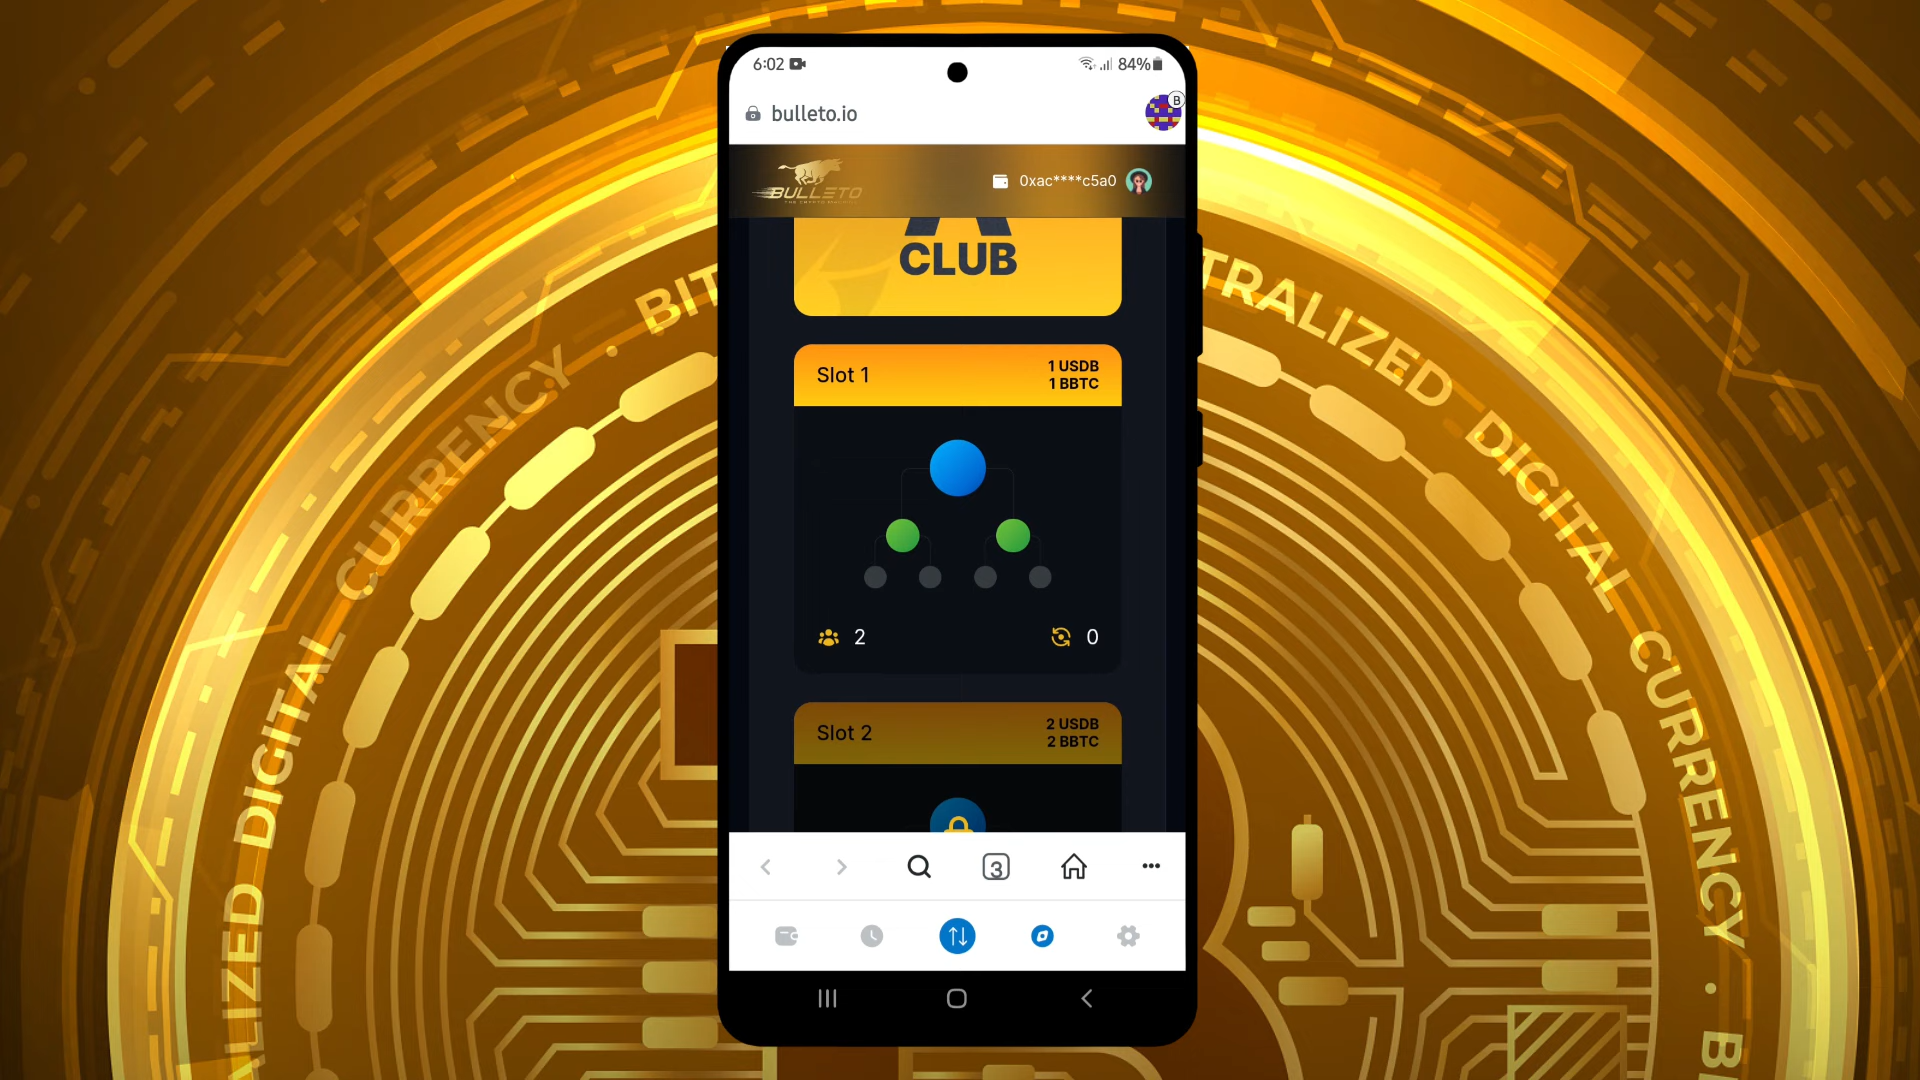 6:02
84%
bulleto.io
B
BULLETO
0xac****c5a0
CLUB
Slot 1
1 USDB
1 BBTC
2
0
Slot 2
2 USDB
2 BBTC
3
BIT
TRALIZED DIGITAL CURRENCY • B
ALIZED DIGITAL CURRENCY •